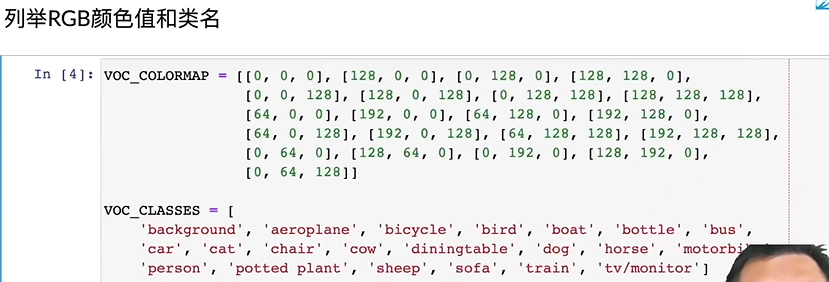 列举RGB颜色值和类名
In [4]: VOC_COLORMAP = [[0, 0, 0], [128, 0, 0], [0, 128, 0], [128, 128, 0],
[0, 0, 128], [128, 0, 128], [0, 128, 128], [128, 128, 128],
[64, 0, 0], [192, 0, 0], [64, 128, 0], [192, 128, 0],
[64, 0, 128], [192, 0, 128], [64, 128, 128], [192, 128, 128],
[0, 64, 0], [128, 64, 0], [0, 192, 0], [128, 192, 0],
[0, 64, 128]]
VOC_CLASSES = [
'background', 'aeroplane', 'bicycle', 'bird', 'boat', 'bottle', 'bus',
'car', 'cat', 'chair', 'cow', 'diningtable', 'dog', 'horse',
'person', 'potted plant', 'sheep', 'sofa', 'train', 'tv/monitor']